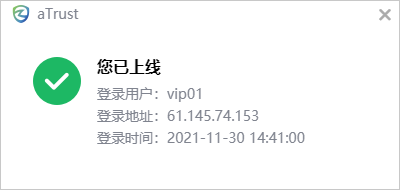 aTrust
您已上线
登录用户：vip01
登录地址：61.145.74.153
登录时间：2021-11-30 14:41:00